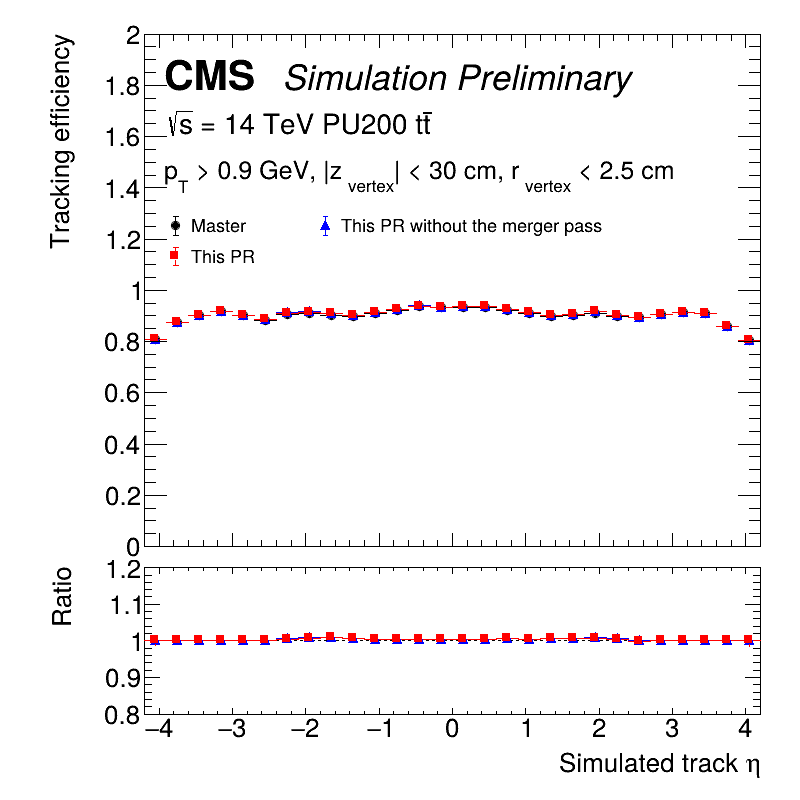 CMS Simulation Preliminary
√s = 14 TeV PU200 tt̅
p_T > 0.9 GeV, |z_vertex| < 30 cm, r_vertex < 2.5 cm
Master
This PR without the merger pass
This PR
Tracking efficiency
2
1.8
1.6
1.4
1.2
1
0.8
0.6
0.4
0.2
0
Ratio
1.2
1.1
1
0.9
0.8
−4 −3 −2 −1 0 1 2 3 4
Simulated track η